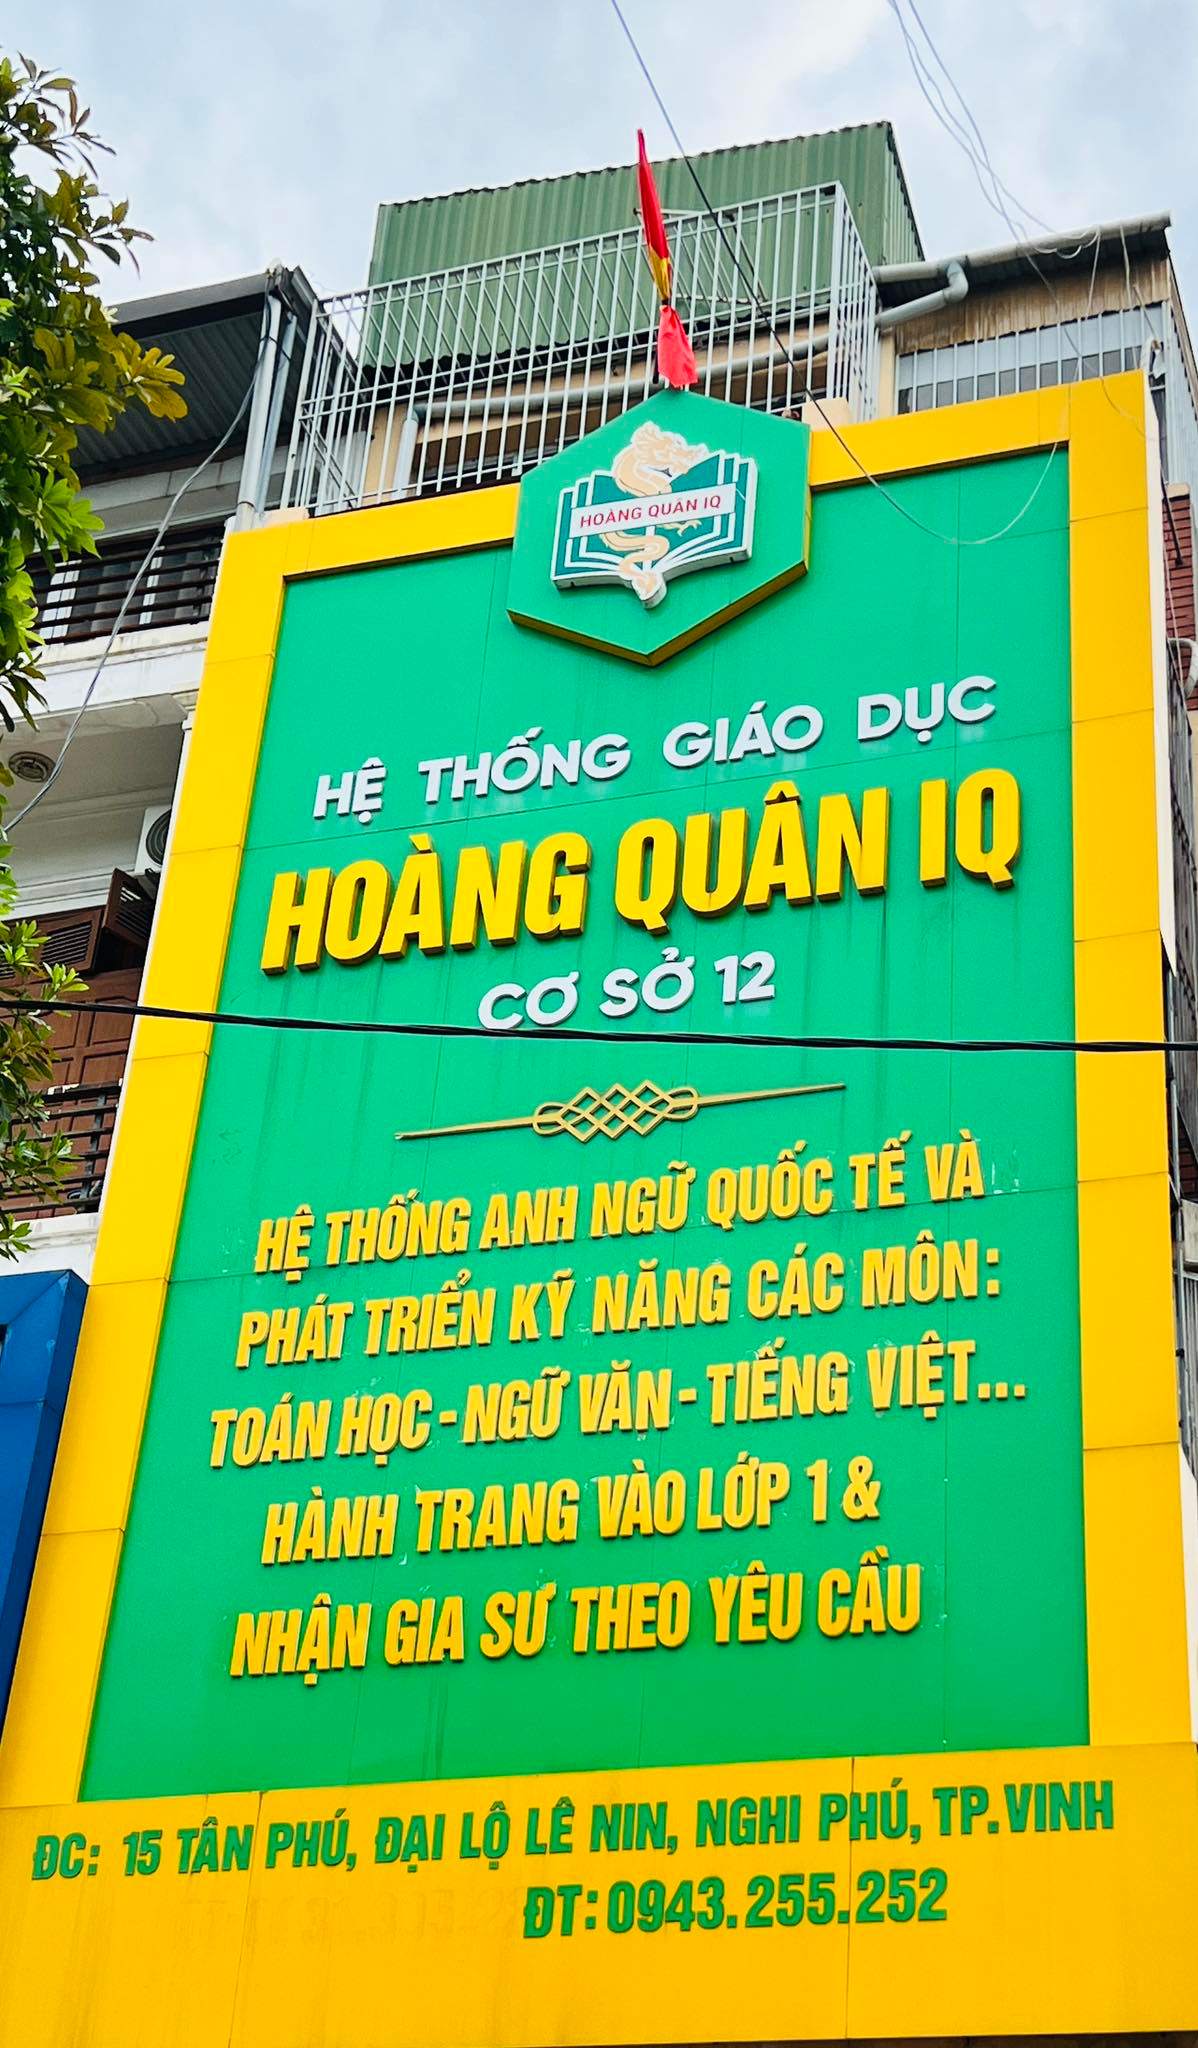 HOÀNG QUÂN IQ
HỆ THỐNG GIÁO DỤC
HOÀNG QUÂN IQ
CƠ SỞ 12
HỆ THỐNG ANH NGỮ QUỐC TẾ VÀ
PHÁT TRIỂN KỸ NĂNG CÁC MÔN:
TOÁN HỌC - NGỮ VĂN - TIẾNG VIỆT...
HÀNH TRANG VÀO LỚP 1 &
NHẬN GIA SƯ THEO YÊU CẦU
ĐC: 15 TÂN PHÚ, ĐẠI LỘ LÊ NIN, NGHI PHÚ, TP.VINH
ĐT: 0943.255.252